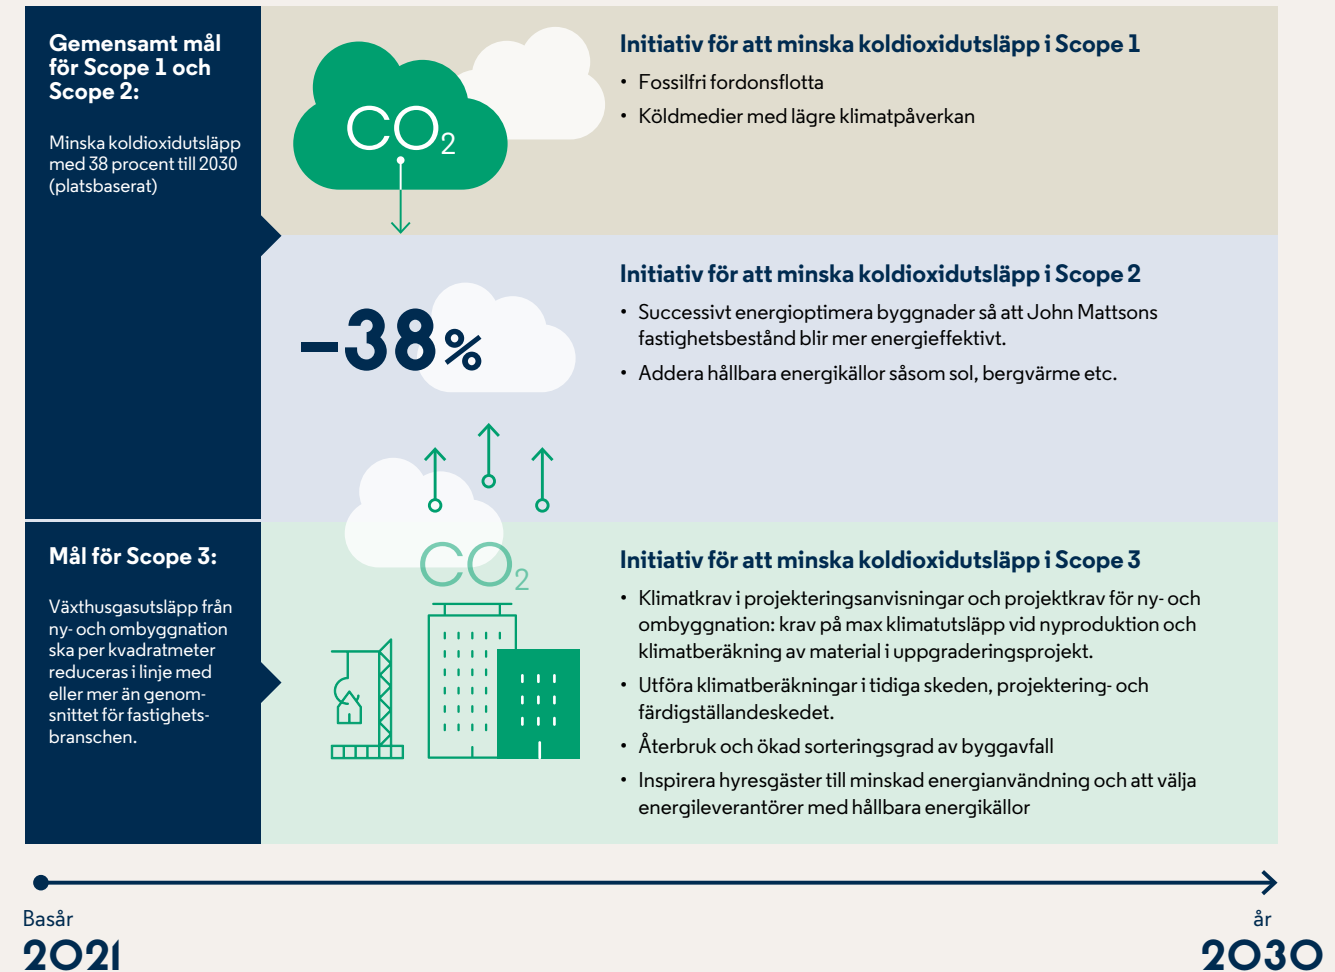 Gemensamt mål
för Scope 1 och
Scope 2:
Minska koldioxidutsläpp
med 38 procent till 2030
(platsbaserat)
CO2
Initiativ för att minska koldioxidutsläpp i Scope 1
• Fossilfri fordonsflotta
• Köldmedier med lägre klimatpåverkan
–38%
Initiativ för att minska koldioxidutsläpp i Scope 2
• Successivt energioptimera byggnader så att John Mattsons
fastighetsbestånd blir mer energieffektivt.
• Addera hållbara energikällor såsom sol, bergvärme etc.
Mål för Scope 3:
Växthusgasutsläpp från
ny- och ombyggnation
ska per kvadratmeter
reduceras i linje med
eller mer än genom-
snittet för fastighets-
branschen.
CO2
Initiativ för att minska koldioxidutsläpp i Scope 3
• Klimatkrav i projekteringsanvisningar och projektkrav för ny- och
ombyggnation: krav på max klimatutsläpp vid nyproduktion och
klimatberäkning av material i uppgraderingsprojekt.
• Utföra klimatberäkningar i tidiga skeden, projektering- och
färdigställandeskedet.
• Återbruk och ökad sorteringsgrad av byggavfall
• Inspirera hyresgäster till minskad energianvändning och att välja
energileverantörer med hållbara energikällor
Basår
2021
år
2030